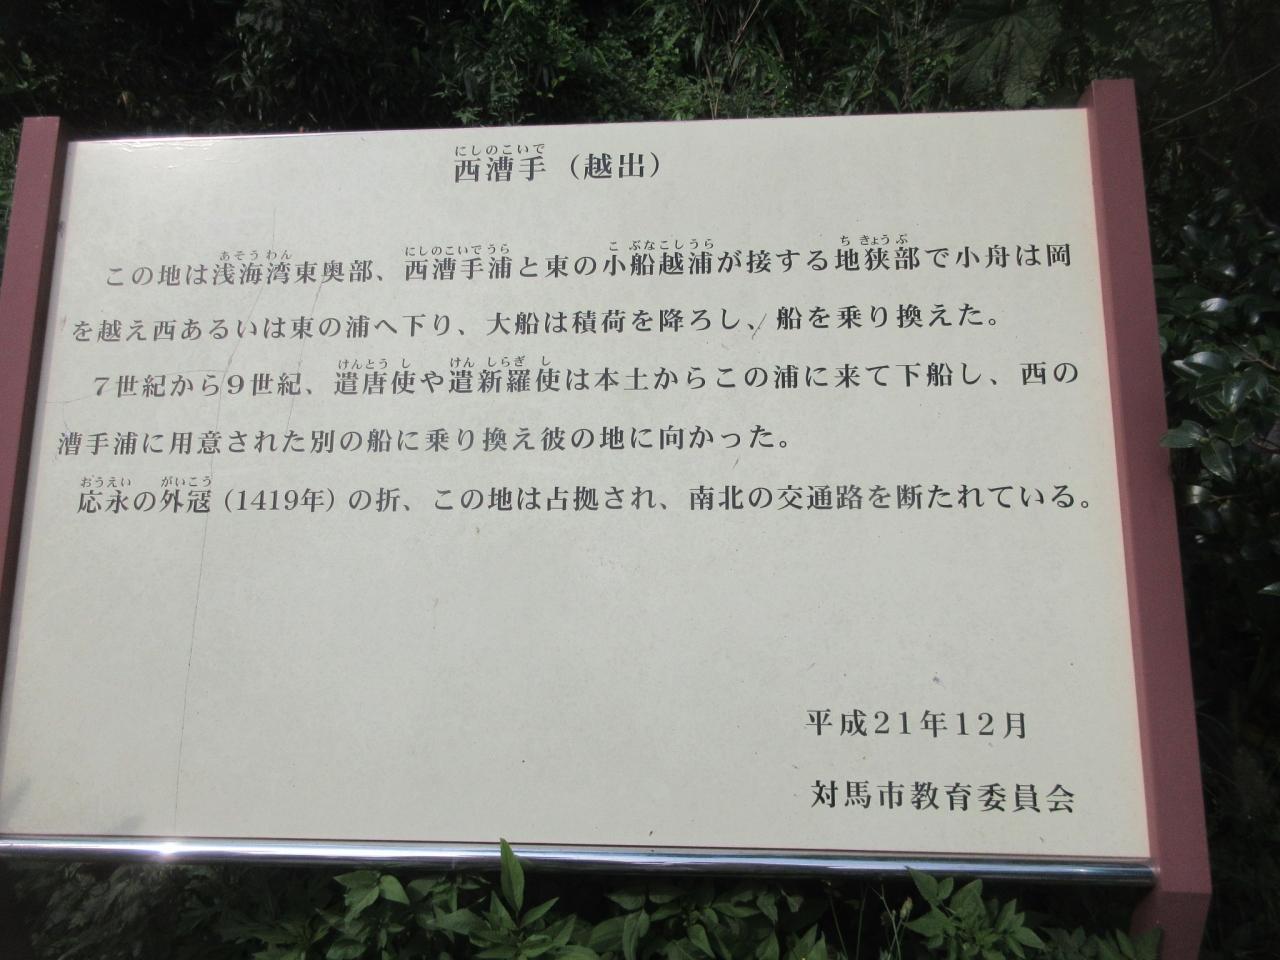 にしのこいで
西漕手（越出）
あそうわん にしのこいでうら こ ぶなこしうら ち きょうぶ
この地は浅海湾東奥部、西漕手浦と東の小船越浦が接する地狭部で小舟は岡
を越え西あるいは東の浦へ下り、大船は積荷を降ろし、船を乗り換えた。
けんとう し けん しらぎ し
7世紀から9世紀、遣唐使や遣新羅使は本土からこの浦に来て下船し、西の
漕手浦に用意された別の船に乗り換え彼の地に向かった。
おうえい がいこう
応永の外寇（1419年）の折、この地は占拠され、南北の交通路を断たれている。
平成21年12月
対馬市教育委員会